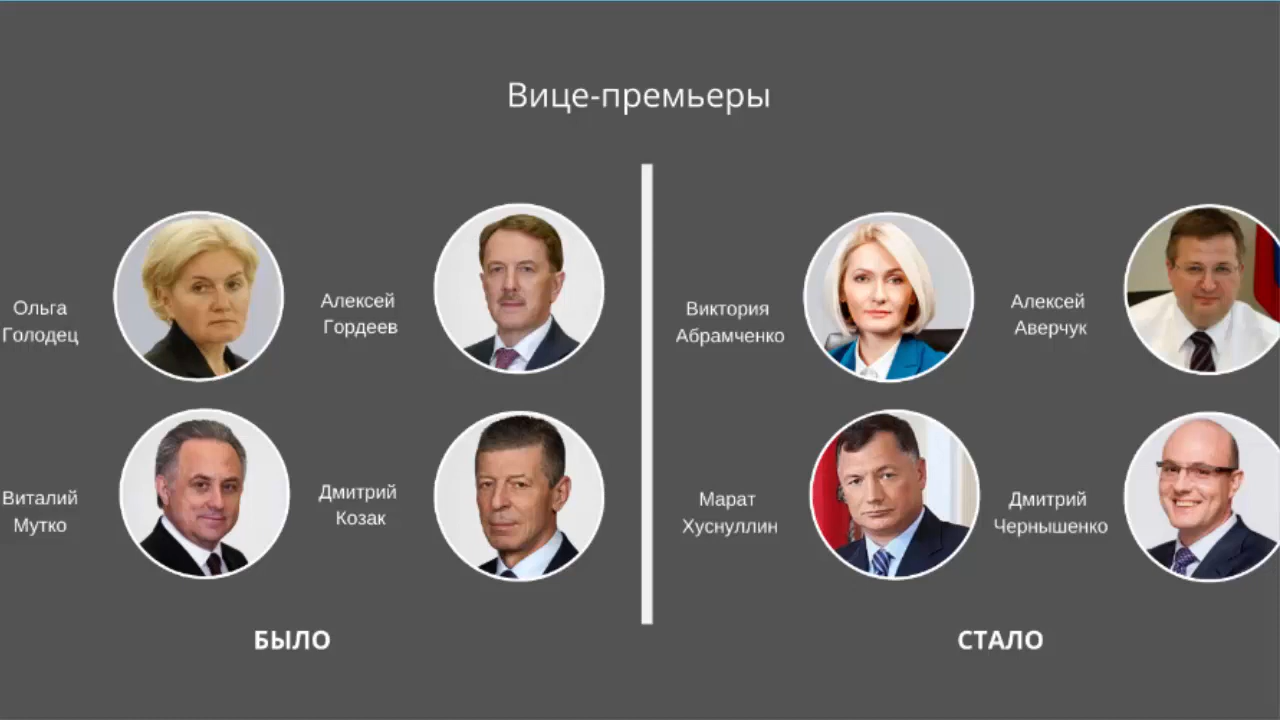 Вице-премьеры
Ольга
Голодец
Алексей
Гордеев
Виктория
Абрамченко
Алексей
Аверчук
Виталий
Мутко
Дмитрий
Козак
Марат
Хуснуллин
Дмитрий
Чернышенко
БЫЛО
СТАЛО